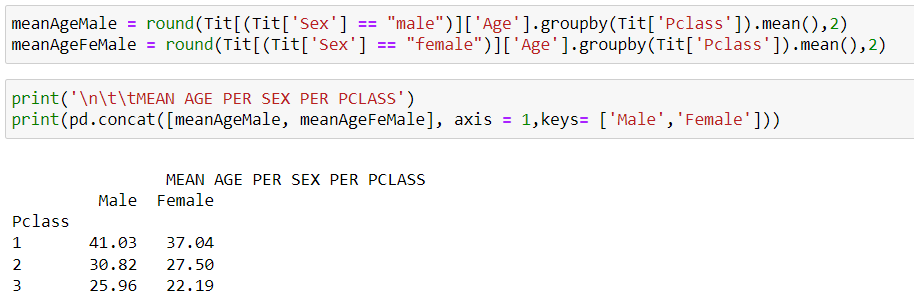 meanAgeMale = round(Tit[(Tit['Sex'] == "male")]['Age'].groupby(Tit['Pclass']).mean(),2)
meanAgeFeMale = round(Tit[(Tit['Sex'] == "female")]['Age'].groupby(Tit['Pclass']).mean(),2)
print('\n\t\tMEAN AGE PER SEX PER PCLASS')
print(pd.concat([meanAgeMale, meanAgeFeMale], axis = 1,keys= ['Male','Female']))
MEAN AGE PER SEX PER PCLASS
Male Female
Pclass
1 41.03 37.04
2 30.82 27.50
3 25.96 22.19